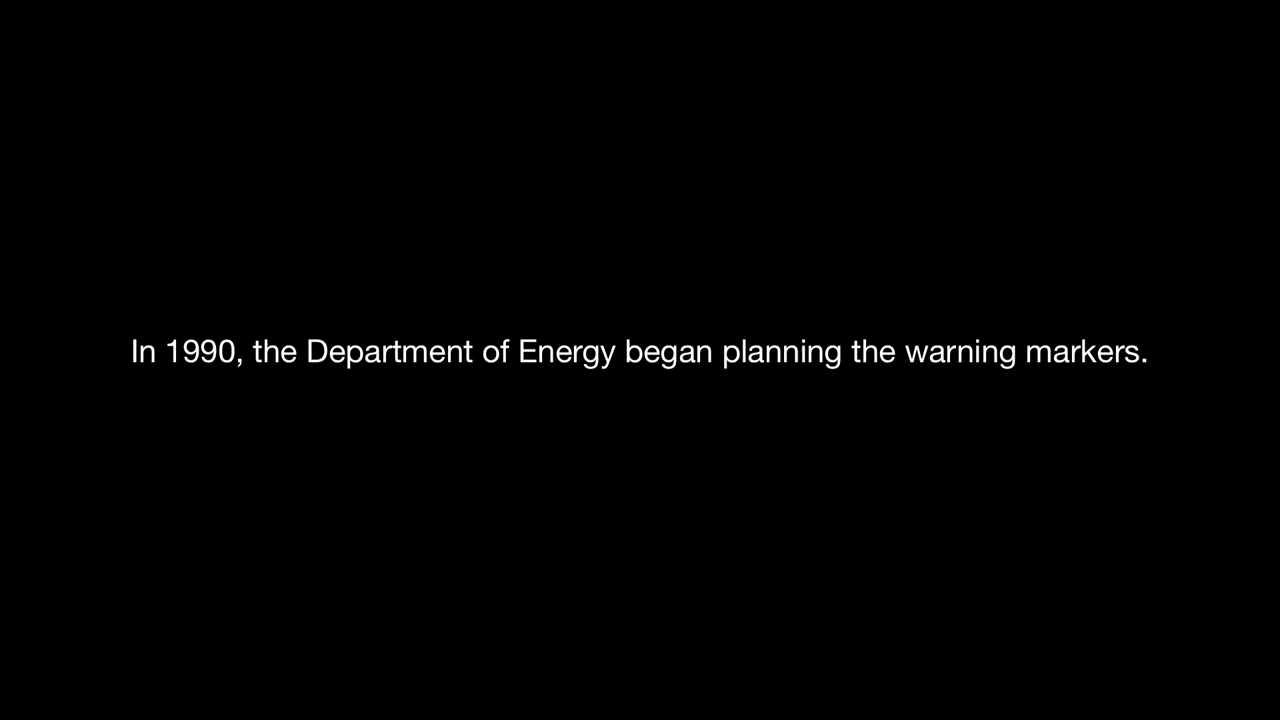 In 1990, the Department of Energy began planning the warning markers.